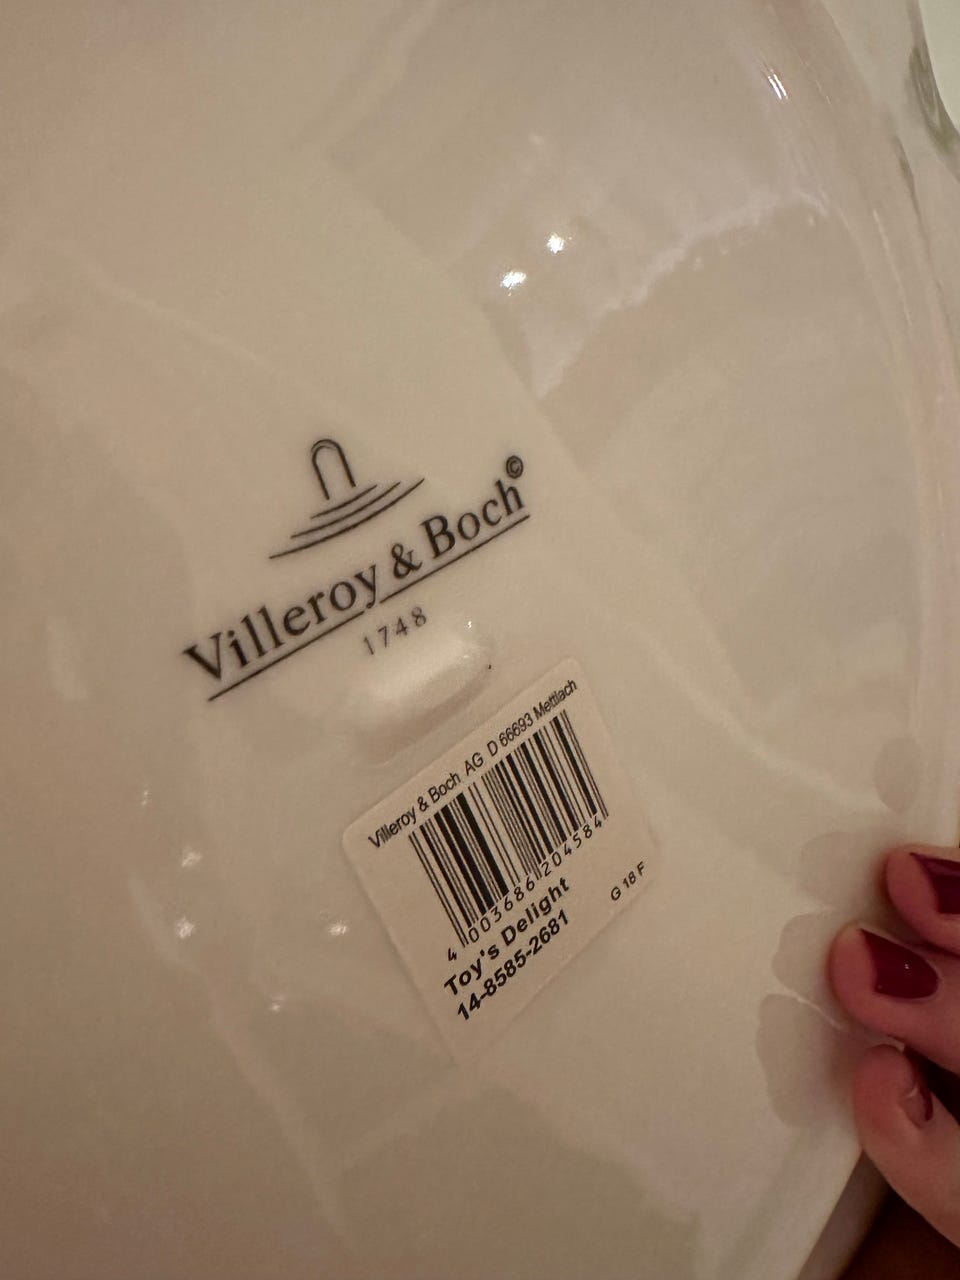 Villeroy & Boch©
1748
Villeroy & Boch AG D 66693 Mettlach
4 003686 204584
Toy's Delight
14-8585-2681
G 18 F